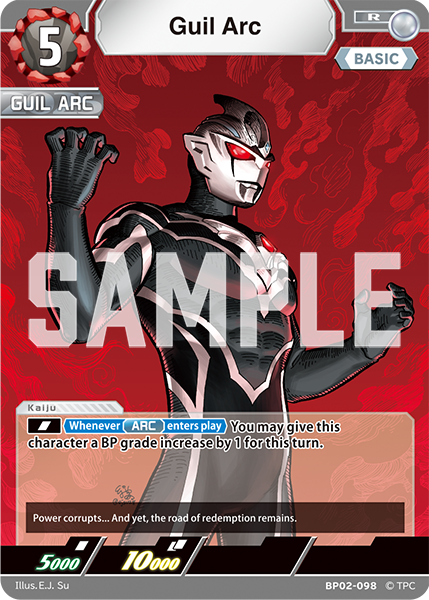 Guil Arc
R
5
BASIC
GUIL ARC
SAMPLE
Kaiju
Whenever ARC enters play You may give this
character a BP grade increase by 1 for this turn.
Power corrupts... And yet, the road of redemption remains.
5000 10000
Illus. E.J. Su BP02-098 © TPC